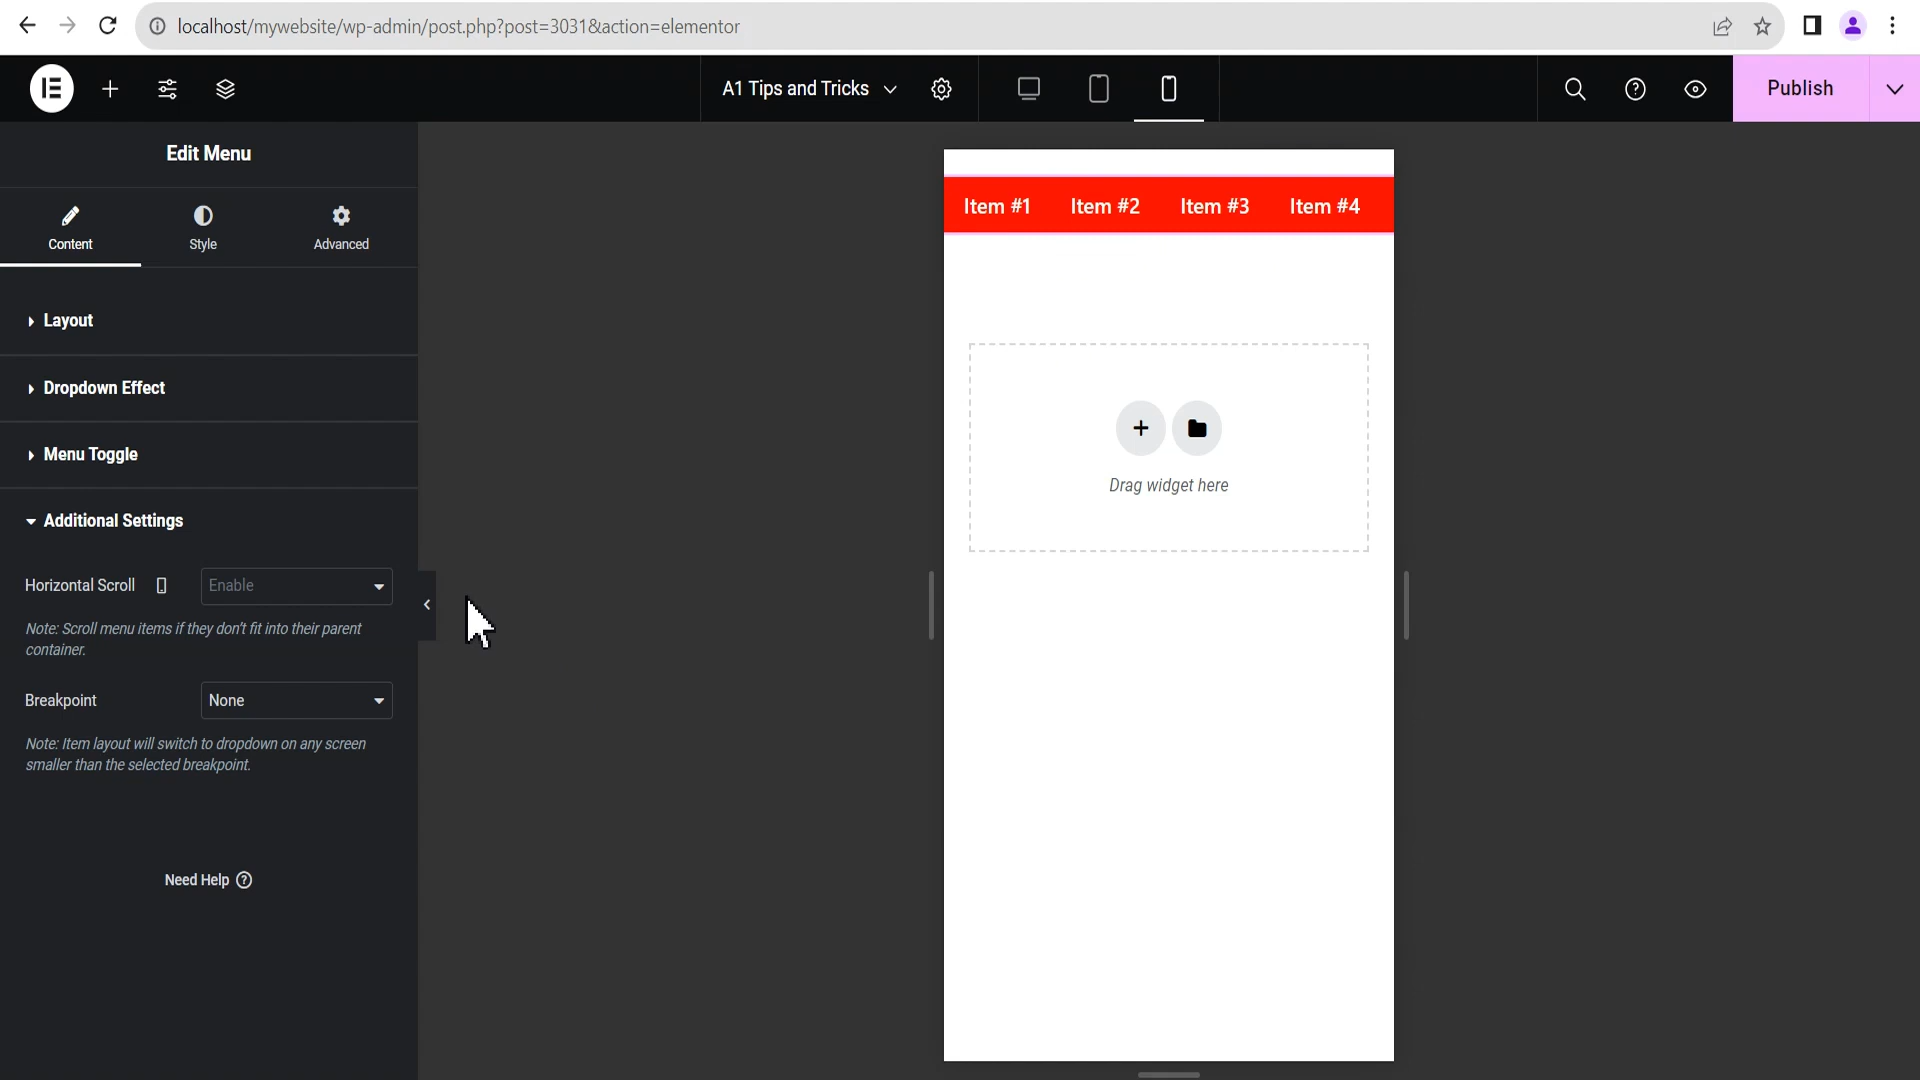 localhost/mywebsite/wp-admin/post.php?post=3031&action=elementor
A1 Tips and Tricks
Publish
Edit Menu
Content
Style
Advanced
Layout
Dropdown Effect
Menu Toggle
Additional Settings
Horizontal Scroll
Enable
Note: Scroll menu items if they don't fit into their parent
container.
Breakpoint
None
Note: Item layout will switch to dropdown on any screen
smaller than the selected breakpoint.
Need Help
Item #1 Item #2 Item #3 Item #4
Drag widget here